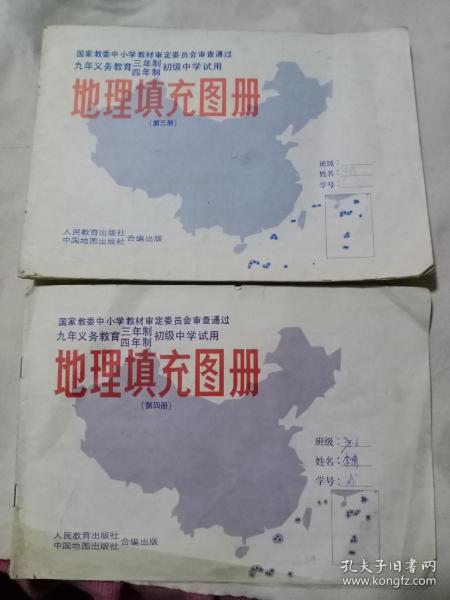 国家教委中小学教材审定委员会审查通过
九年义务教育三年制四年制初级中学试用
地理填充图册
(第三册)
班级:
姓名:
学号:
人民教育出版社
中国地图出版社
合编出版
国家教委中小学教材审定委员会审查通过
九年义务教育三年制四年制初级中学试用
地理填充图册
(第四册)
班级:
姓名:
学号:
人民教育出版社
中国地图出版社
合编出版
孔夫子旧书网
www.kongfz.com